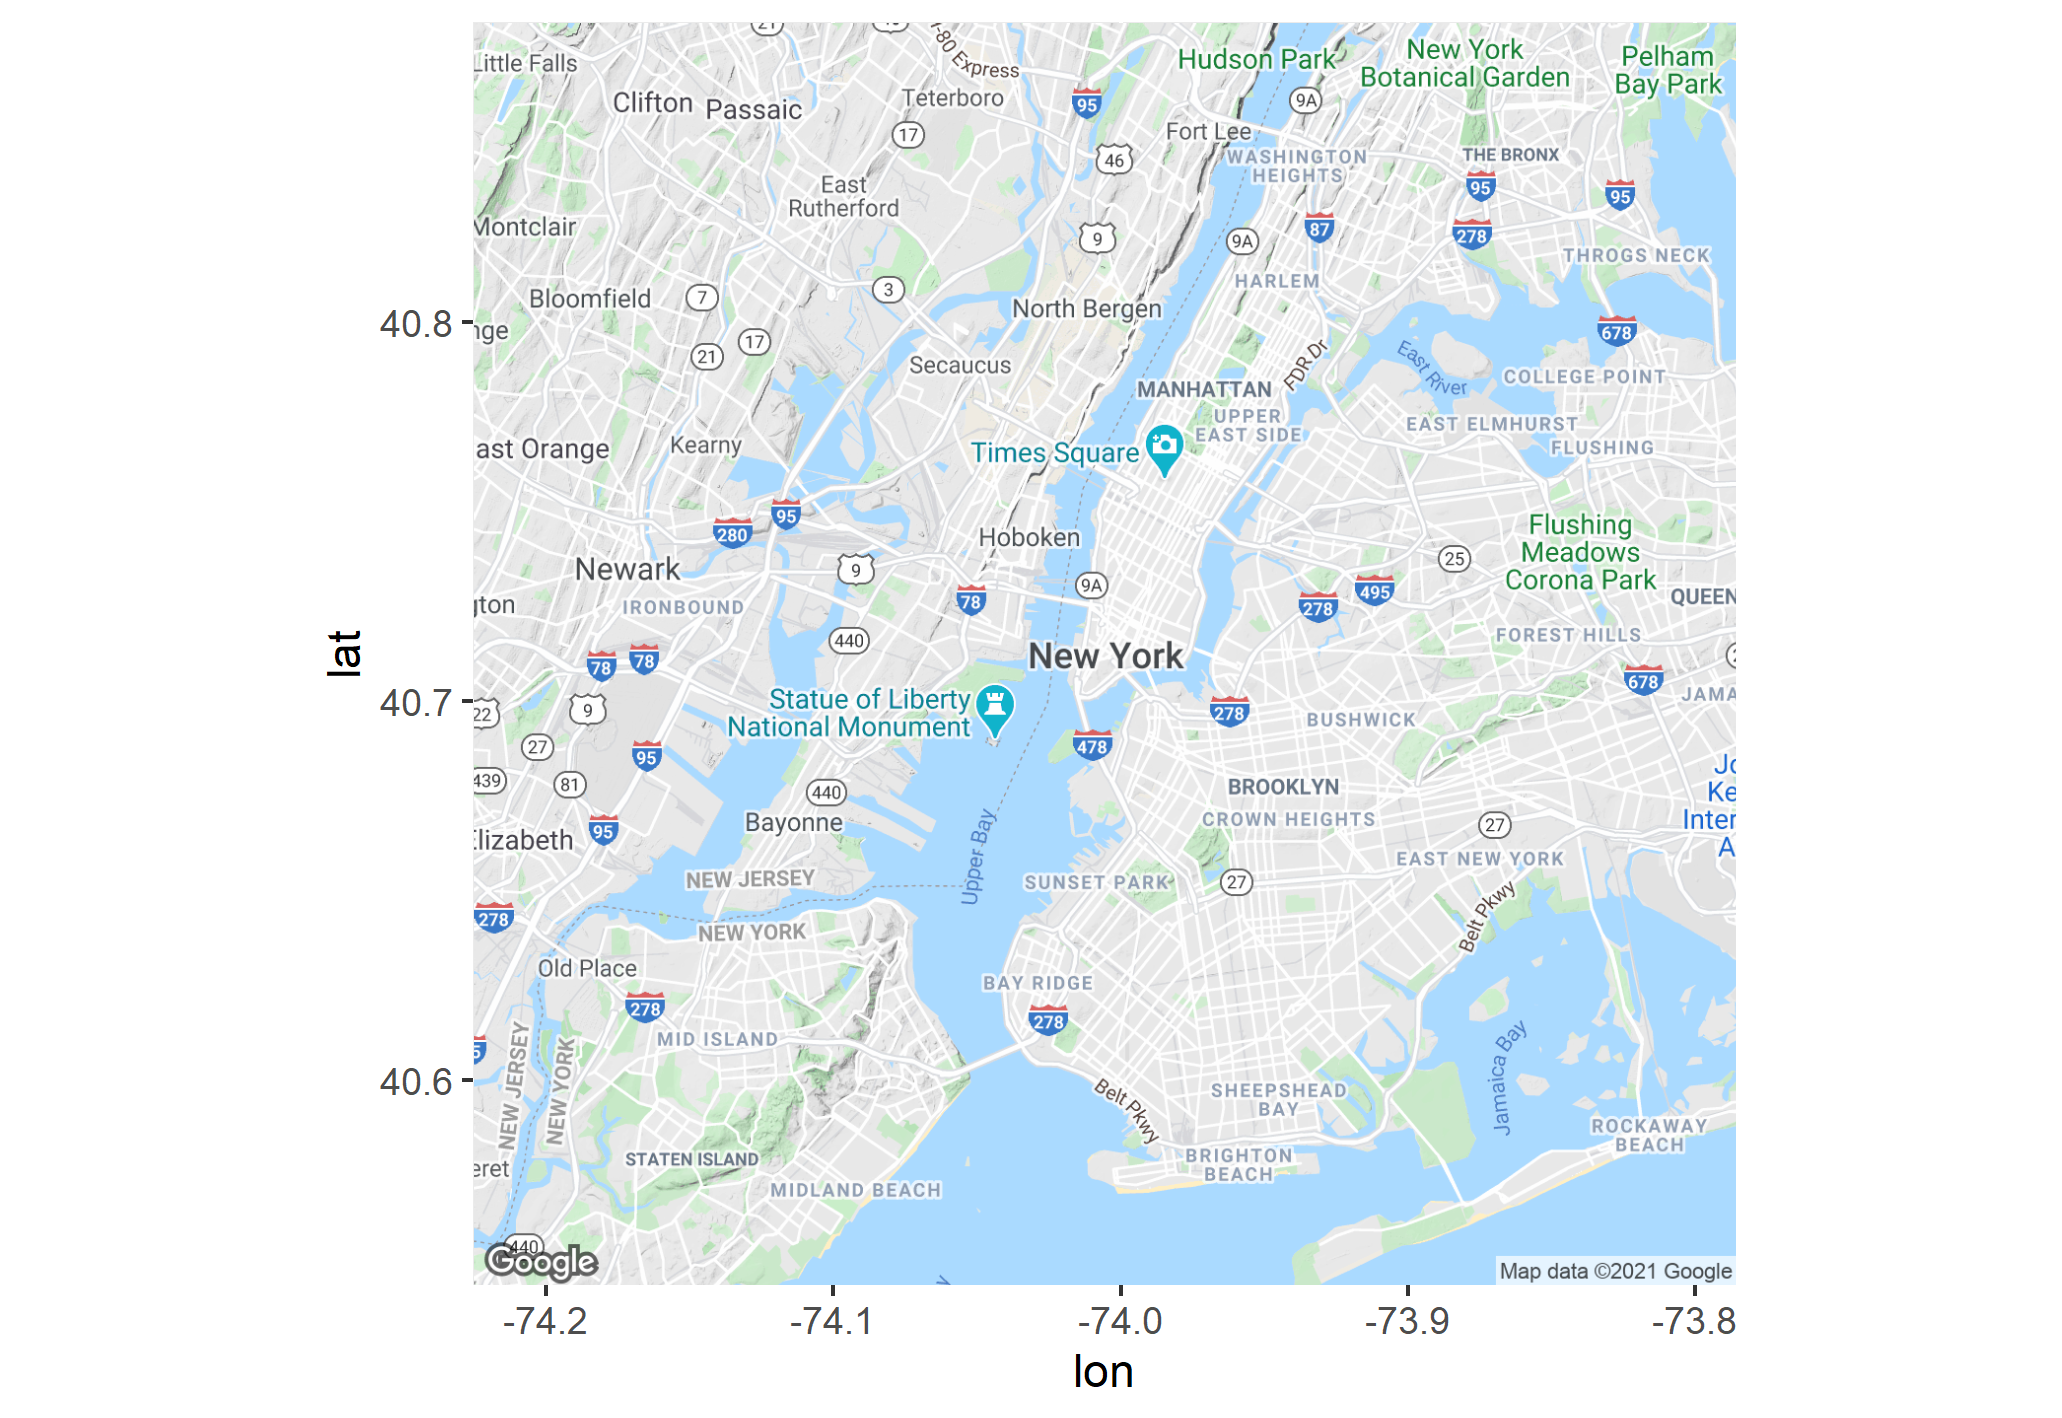 21
I-80 Express
Hudson Park
New York
Botanical Garden
Pelham
Bay Park
Little Falls
Clifton
Passaic
Teterboro
95
9A
17
Fort Lee
46
WASHINGTON
HEIGHTS
THE BRONX
95
95
East
Rutherford
Montclair
9
9A
87
278
THROGS NECK
HARLEM
3
7
Bloomfield
North Bergen
40.8
nge
17
21
678
FDR Dr
East River
Secaucus
MANHATTAN
COLLEGE POINT
UPPER
EAST SIDE
EAST ELMHURST
FLUSHING
Kearny
ast Orange
Times Square
95
280
Hoboken
Flushing
Meadows
Corona Park
25
Newark
9
9A
495
278
78
QUEEN
IRONBOUND
gton
440
FOREST HILLS
lat
New York
78
78
678
JAMA
Statue of Liberty
National Monument
40.7
22
9
278
BUSHWICK
27
95
478
439
81
440
BROOKLYN
Jo
Ke
Inter
A
Bayonne
Upper Bay
CROWN HEIGHTS
27
95
Elizabeth
EAST NEW YORK
NEW JERSEY
SUNSET PARK
27
Belt Pkwy
278
NEW YORK
Old Place
BAY RIDGE
278
278
MID ISLAND
5
NEW JERSEY
NEW YORK
Jamaica Bay
40.6
Belt Pkwy
SHEEPSHEAD
BAY
ROCKAWAY
BEACH
eret
STATEN ISLAND
BRIGHTON
BEACH
MIDLAND BEACH
440
Google
Map data ©2021 Google
-74.2
-74.1
-74.0
-73.9
-73.8
lon